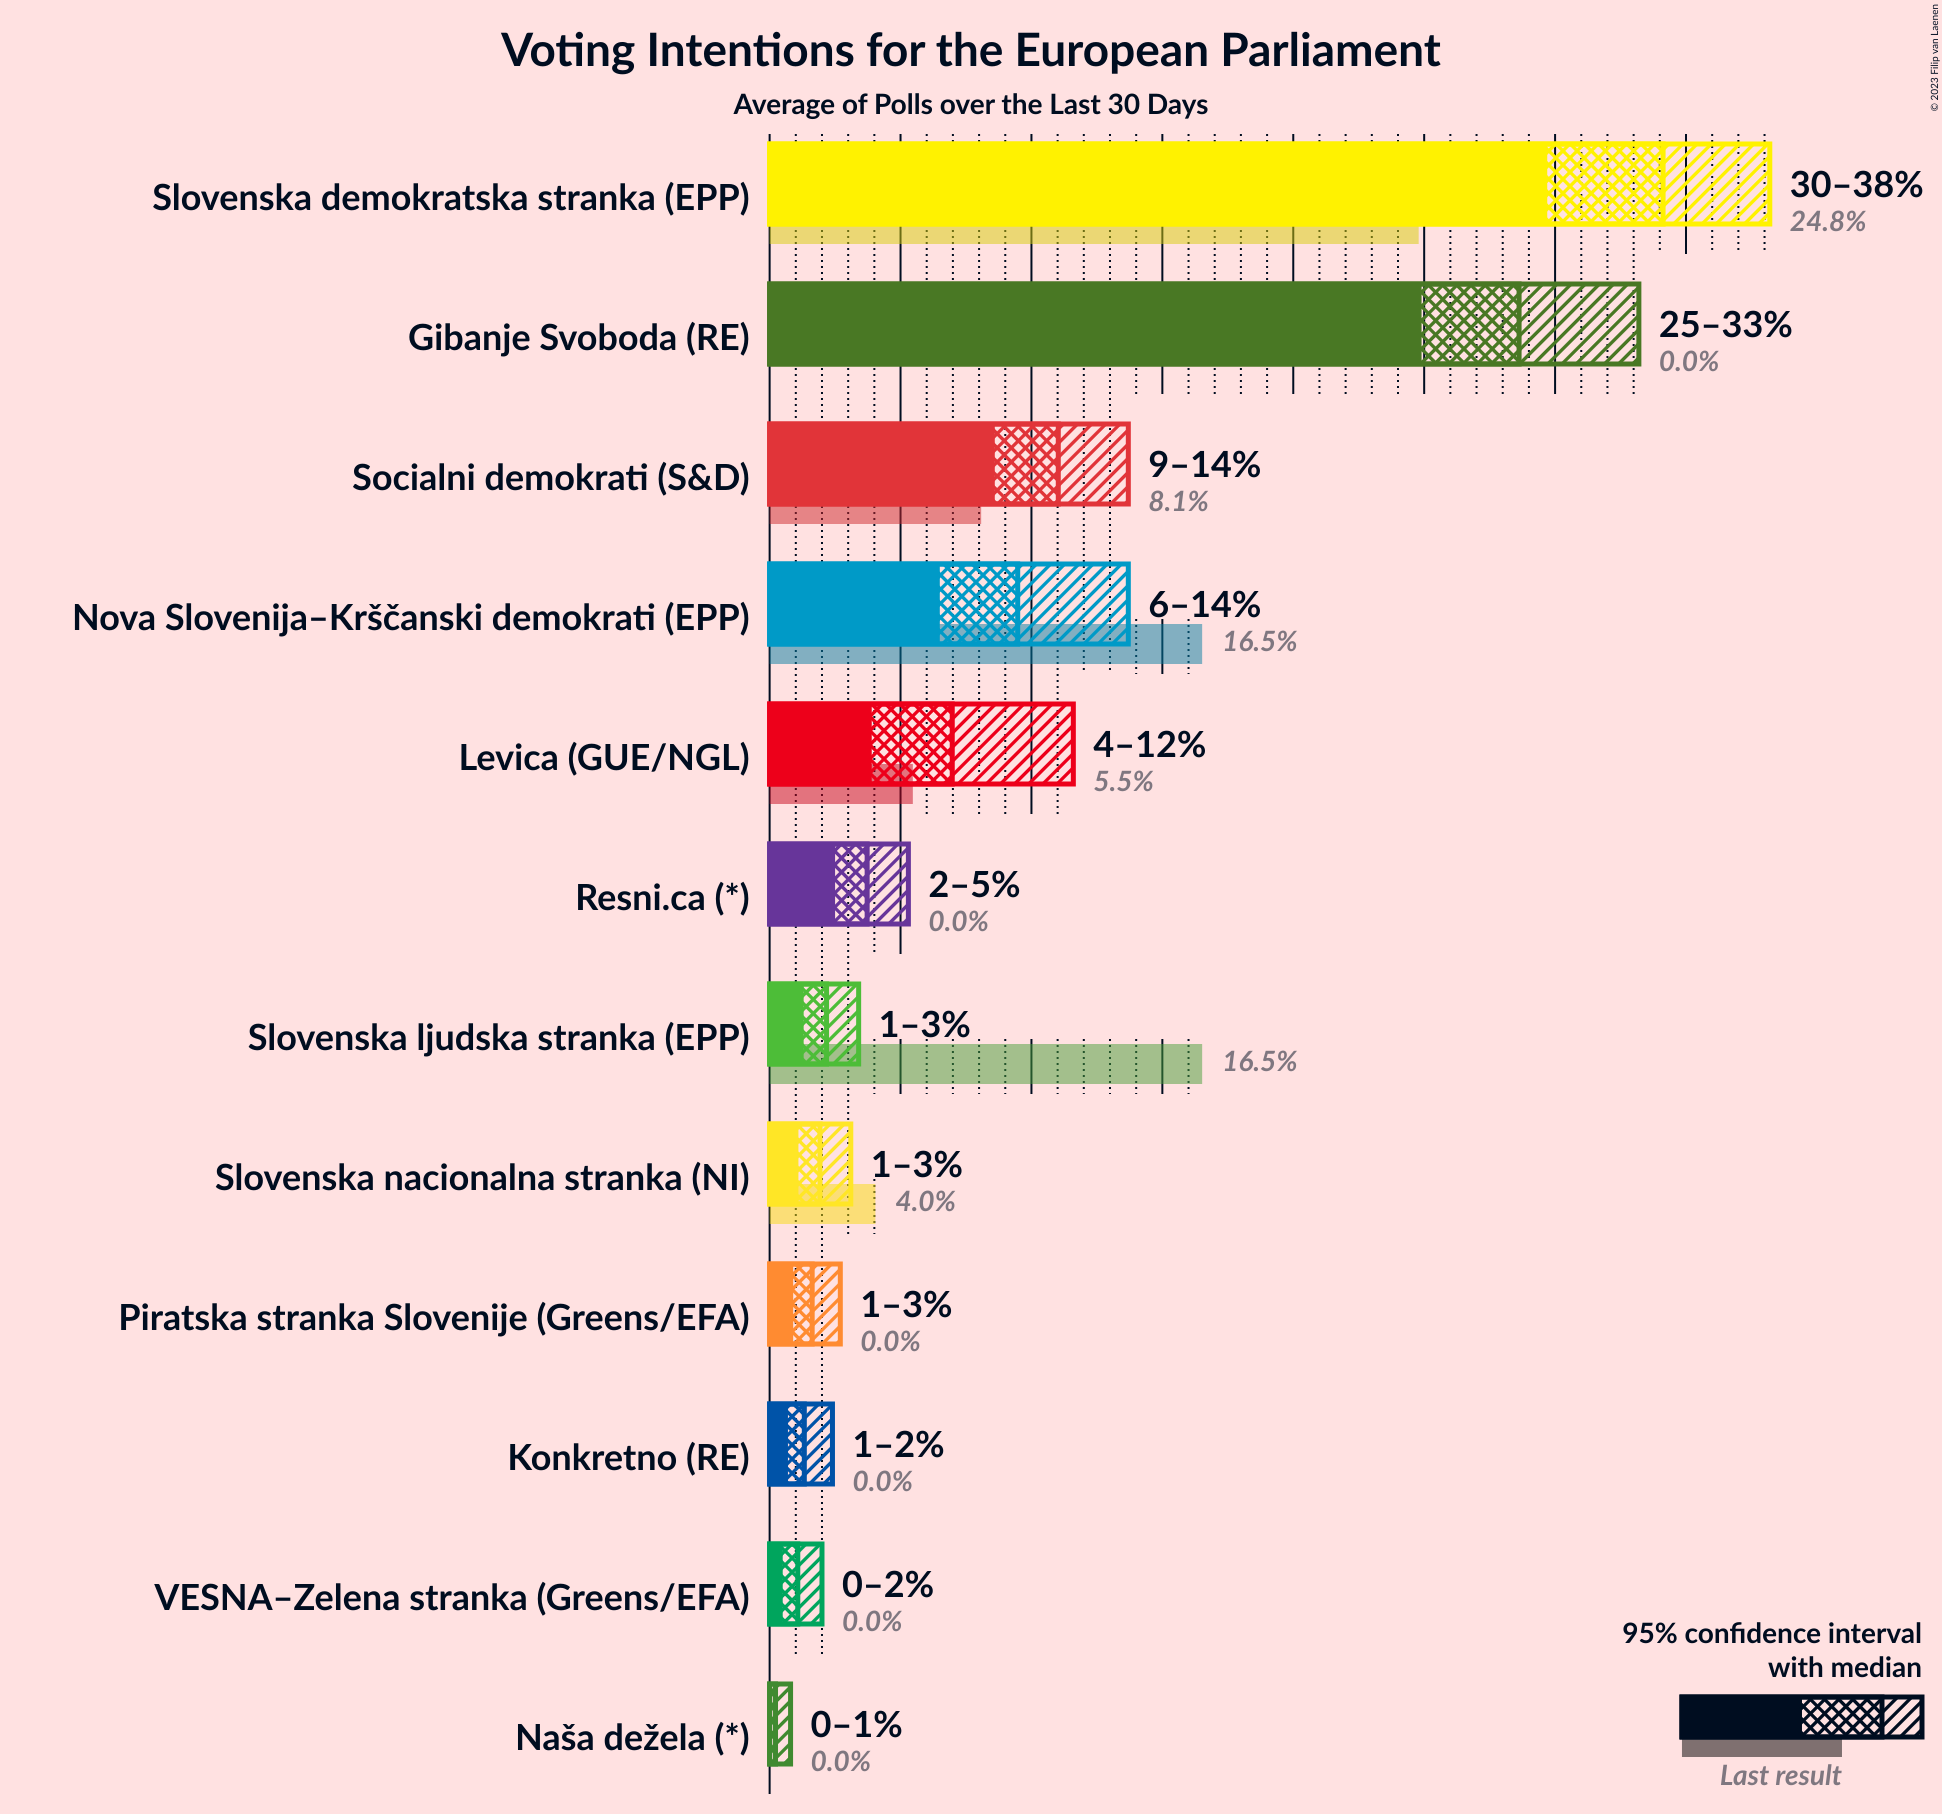 © 2023 Filip van Laenen
Voting Intentions for the European Parliament
Average of Polls over the Last 30 Days
Slovenska demokratska stranka (EPP)
30–38%
24.8%
Gibanje Svoboda (RE)
25–33%
0.0%
Socialni demokrati (S&D)
9–14%
8.1%
Nova Slovenija–Krščanski demokrati (EPP)
6–14%
16.5%
Levica (GUE/NGL)
4–12%
5.5%
Resni.ca (*)
2–5%
0.0%
Slovenska ljudska stranka (EPP)
1–3%
16.5%
Slovenska nacionalna stranka (NI)
1–3%
4.0%
Piratska stranka Slovenije (Greens/EFA)
1–3%
0.0%
Konkretno (RE)
1–2%
0.0%
VESNA–Zelena stranka (Greens/EFA)
0–2%
0.0%
Naša dežela (*)
0–1%
0.0%
95% confidence interval
with median
Last result